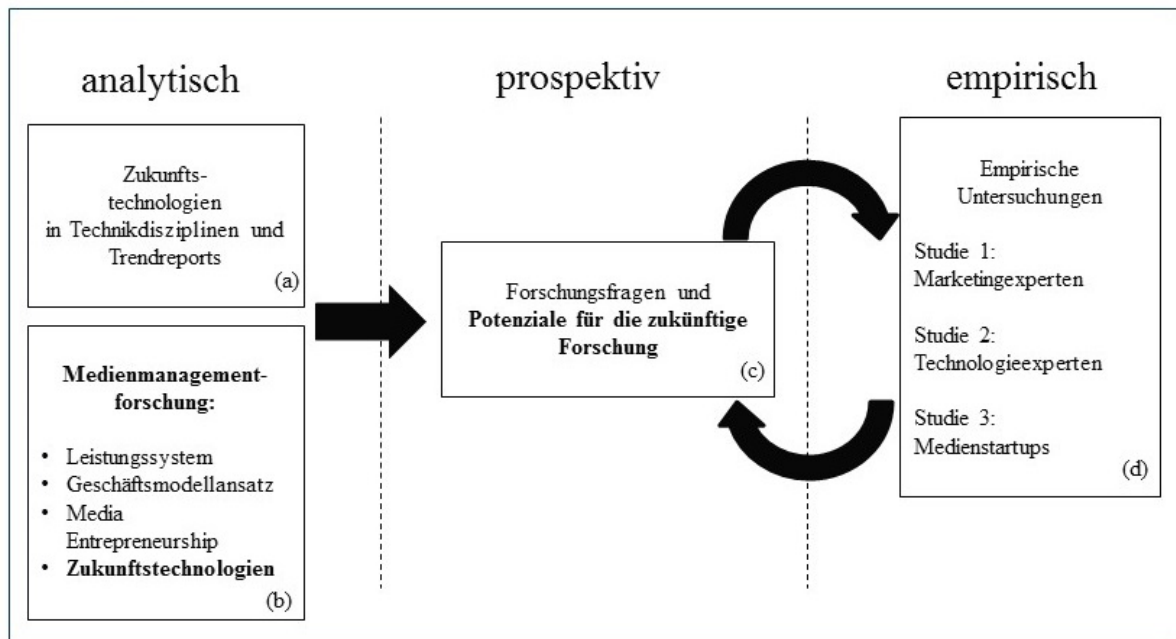 analytisch
prospektiv
empirisch
Zukunfts-
technologien
in Technikdisziplinen und
Trendreports
(a)
Medienmanagement-
forschung:
• Leistungssystem
• Geschäftsmodellansatz
• Media
Entrepreneurship
• Zukunftstechnologien
(b)
Forschungsfragen und
Potenziale für die zukünftige
Forschung
(c)
Empirische
Untersuchungen
Studie 1:
Marketingexperten
Studie 2:
Technologieexperten
Studie 3:
Medienstartups
(d)